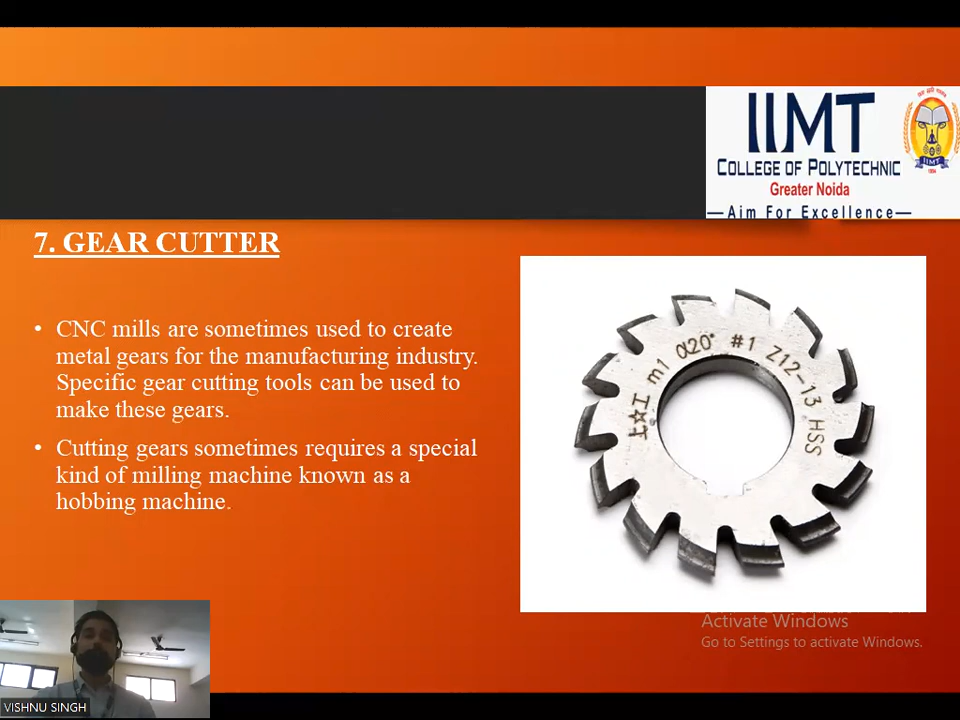 IIMT
COLLEGE OF POLYTECHNIC
Greater Noida
—Aim For Excellence—
IIMT
7. GEAR CUTTER
• CNC mills are sometimes used to create
metal gears for the manufacturing industry.
Specific gear cutting tools can be used to
make these gears.
• Cutting gears sometimes requires a special
kind of milling machine known as a
hobbing machine.
m1 α20° #1 Z12-13 HSS
Activate Windows
Go to Settings to activate Windows.
VISHNU SINGH